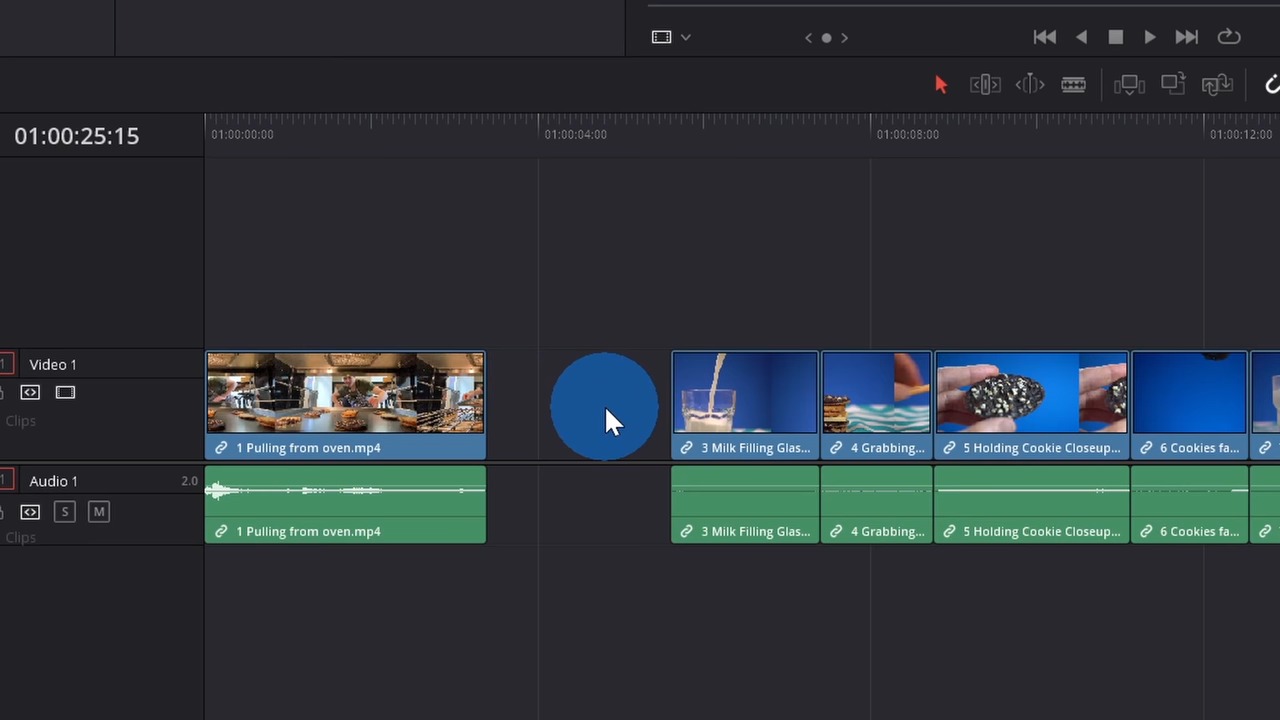 01:00:25:15
01:00:00:00
01:00:04:00
01:00:08:00
01:00:12:00
1
Video 1
Clips
1 Pulling from oven.mp4
3 Milk Filling Glas...
4 Grabbing...
5 Holding Cookie Closeup...
6 Cookies fa...
1
Audio 1
2.0
S
M
Clips
1 Pulling from oven.mp4
3 Milk Filling Glas...
4 Grabbing...
5 Holding Cookie Closeup...
6 Cookies fa...